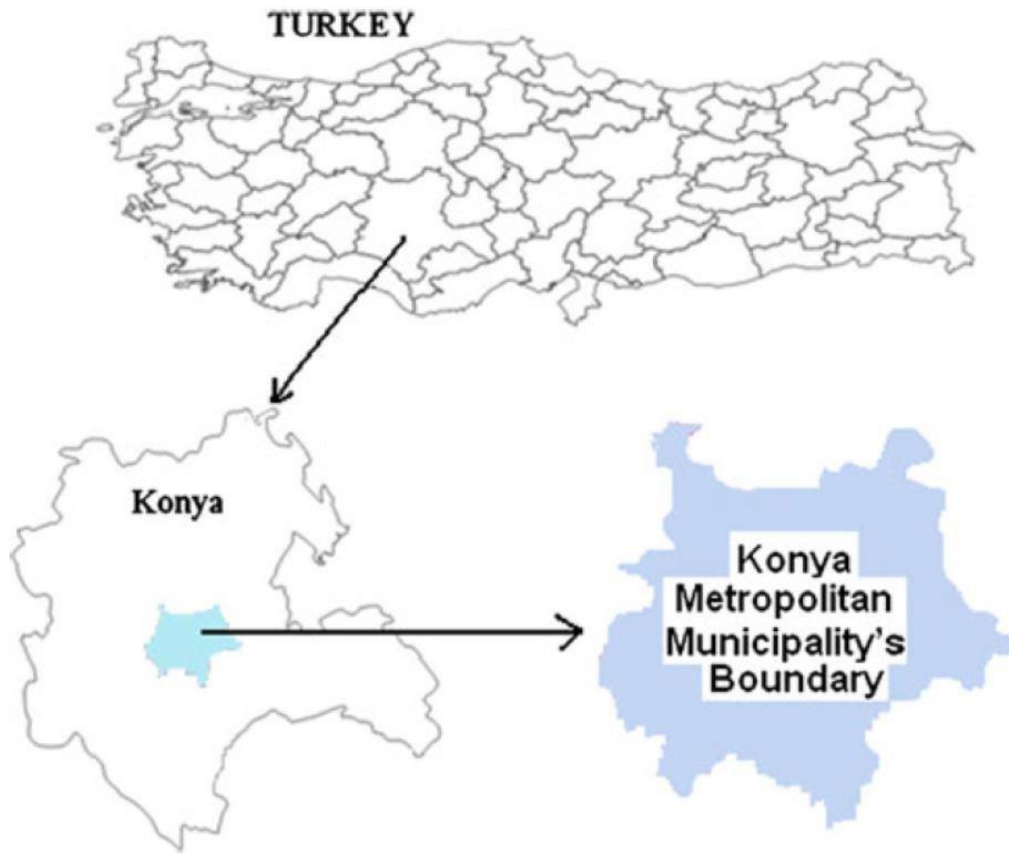 TURKEY
Konya
Konya
Metropolitan
Municipality's
Boundary